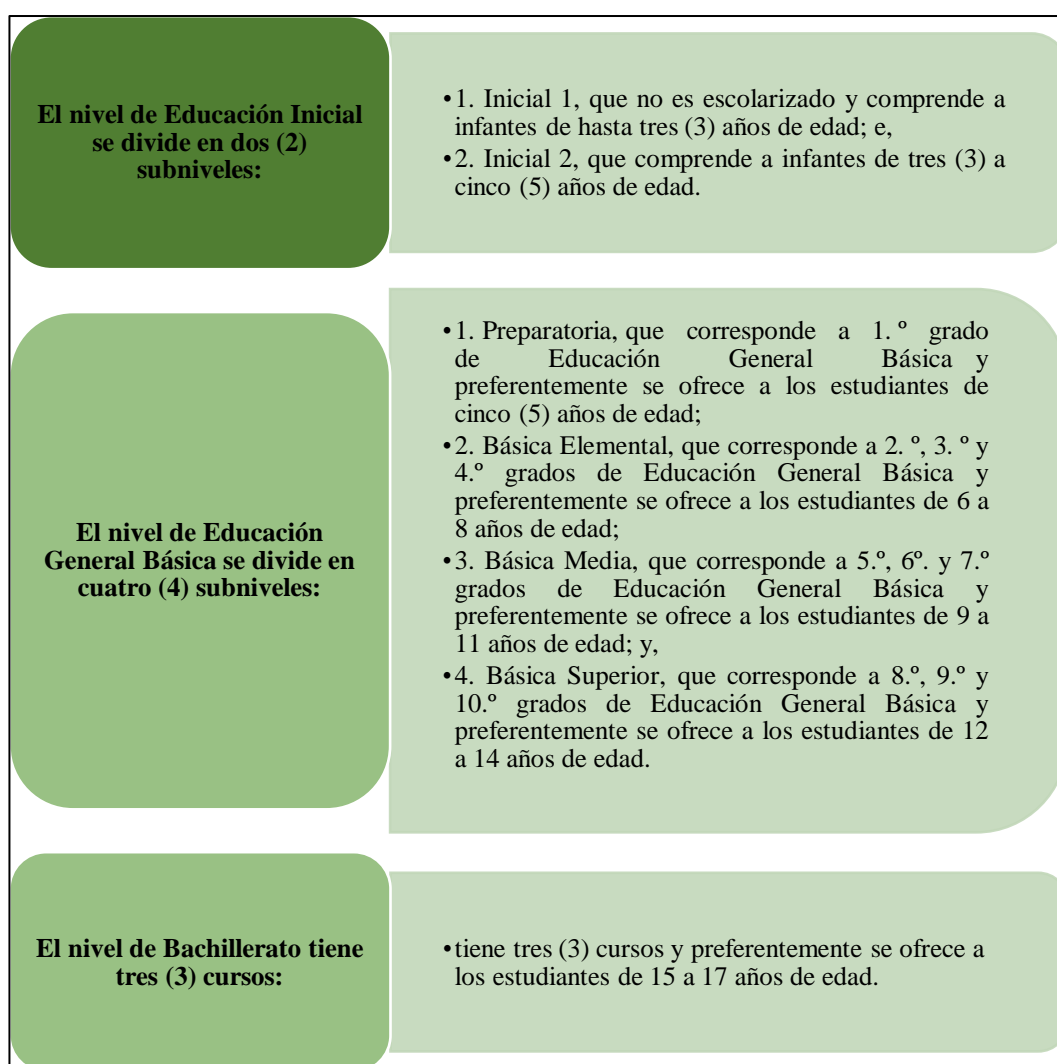 El nivel de Educación Inicial
se divide en dos (2)
subniveles:
•1. Inicial 1, que no es escolarizado y comprende a
infantes de hasta tres (3) años de edad; e,
•2. Inicial 2, que comprende a infantes de tres (3) a
cinco (5) años de edad.
El nivel de Educación
General Básica se divide en
cuatro (4) subniveles:
•1. Preparatoria, que corresponde a 1. º grado
de Educación General Básica y
preferentemente se ofrece a los estudiantes de
cinco (5) años de edad;
•2. Básica Elemental, que corresponde a 2. º, 3. º y
4.º grados de Educación General Básica y
preferentemente se ofrece a los estudiantes de 6 a
8 años de edad;
•3. Básica Media, que corresponde a 5.º, 6º. y 7.º
grados de Educación General Básica y
preferentemente se ofrece a los estudiantes de 9 a
11 años de edad; y,
•4. Básica Superior, que corresponde a 8.º, 9.º y
10.º grados de Educación General Básica y
preferentemente se ofrece a los estudiantes de 12
a 14 años de edad.
El nivel de Bachillerato tiene
tres (3) cursos:
•tiene tres (3) cursos y preferentemente se ofrece a
los estudiantes de 15 a 17 años de edad.